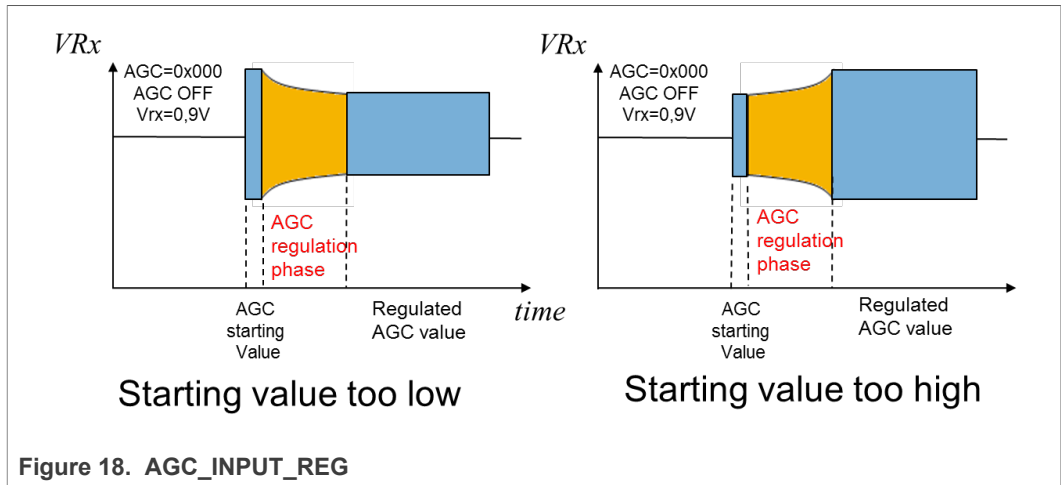 VRx
AGC=0x000
AGC OFF
Vrx=0,9V
AGC
regulation
phase
AGC
starting
Value
Regulated
AGC value
time
Starting value too low
VRx
AGC=0x000
AGC OFF
Vrx=0,9V
AGC
regulation
phase
AGC
starting
Value
Regulated
AGC value
Starting value too high
Figure 18. AGC_INPUT_REG